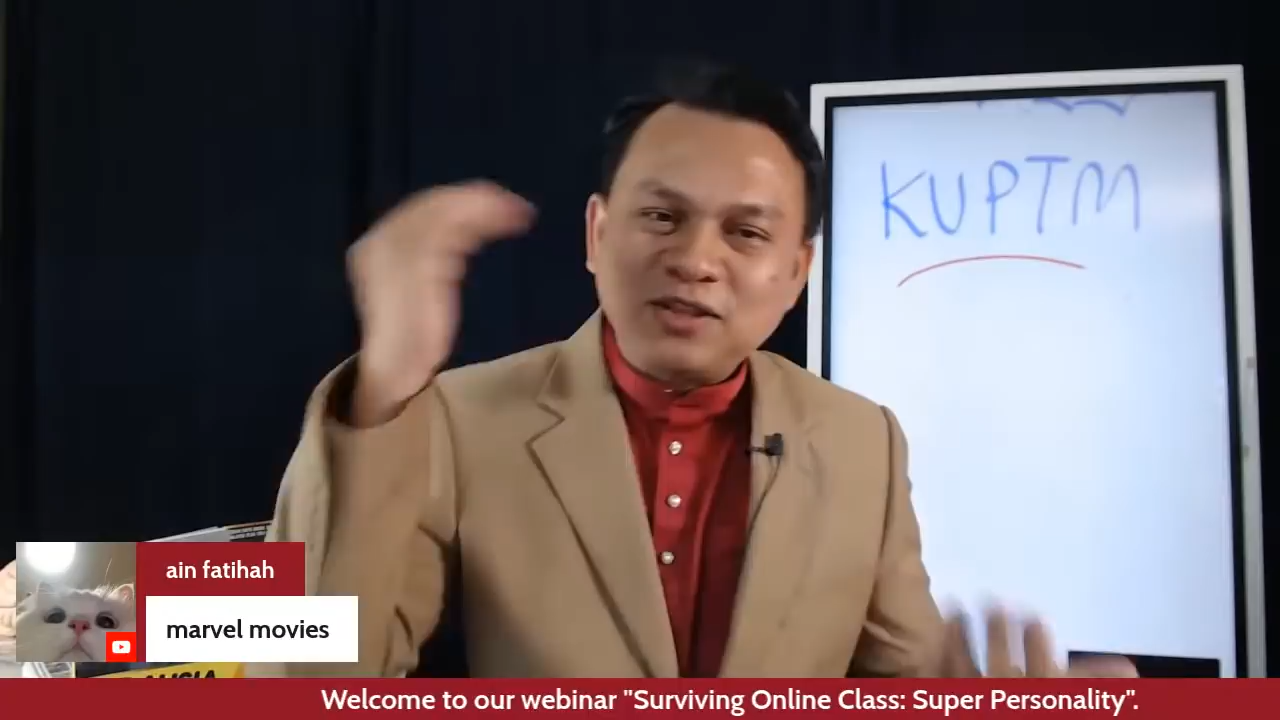 KUPTM
ain fatihah
marvel movies
Welcome to our webinar "Surviving Online Class: Super Personality".